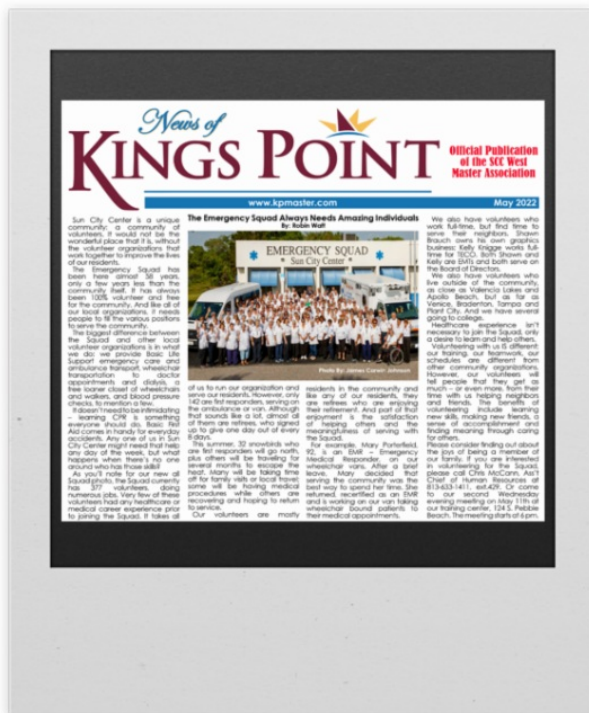 News of
KINGS POINT
Official Publication
of the SCC West
Master Association
www.kpmaster.com
May 2022
The Emergency Squad Always Needs Amazing Individuals
By: Robin Watt
Sun City Center is a unique
community; a community of
volunteers. It would not be the
wonderful place that it is, without
the volunteer organizations that
work together to improve the lives
of our residents.
The Emergency Squad has
been here almost 58 years,
only a few years less than the
community itself. It has always
been 100% volunteer and free
for the community. And like all of
our local organizations, it needs
people to fill the various positions
to serve the community.
The biggest difference between
the Squad and other local
volunteer organizations is in what
we do: we provide Basic Life
Support emergency care and
ambulance transport, wheelchair
transportation to doctor
appointments and dialysis, a
free loaner closet of wheelchairs
and walkers, and blood pressure
checks, to mention a few.
It doesn't need to be intimidating
– learning CPR is something
everyone should do. Basic First
Aid comes in handy for everyday
accidents. Any one of us in Sun
City Center might need that help
any day of the week, but what
happens when there's no one
around who has those skills?
As you'll note for our new all
Squad photo, the Squad currently
has 377 volunteers, doing
numerous jobs. Very few of these
volunteers had any healthcare or
medical career experience prior
to joining the Squad. It takes all
EMERGENCY SQUAD
Sun City Center
Photo By: James Carwin Johnson
of us to run our organization and
serve our residents. However, only
142 are first responders, serving on
the ambulance or van. Although
that sounds like a lot, almost all
of them are retirees, who signed
up to give one day out of every
8 days.
This summer, 32 snowbirds who
are first responders will go north,
plus others will be traveling for
several months to escape the
heat. Many will be taking time
off for family visits or local travel;
some will be having medical
procedures while others are
recovering and hoping to return
to service.
Our volunteers are mostly
residents in the community and
like any of our residents, they
are retirees who are enjoying
their retirement. And part of that
enjoyment is the satisfaction
of helping others and the
meaningfulness of serving with
the Squad.
For example, Mary Porterfield,
92, is an EMR – Emergency
Medical Responder, on our
wheelchair vans. After a brief
leave, Mary decided that
serving the community was the
best way to spend her time. She
returned, recertified as an EMR
and is working on our van taking
wheelchair bound patients to
their medical appointments.
We also have volunteers who
work full-time, but find time to
serve their neighbors. Shawn
Brauch owns his own graphics
business; Kelly Knigge works full-
time for TECO. Both Shawn and
Kelly are EMTs and both serve on
the Board of Directors.
We also have volunteers who
live outside of the community,
as close as Valencia Lakes and
Apollo Beach, but as far as
Venice, Bradenton, Tampa and
Plant City. And we have several
going to college.
Healthcare experience isn't
necessary to join the Squad, only
a desire to learn and help others.
Volunteering with us is different;
our training, our teamwork, our
schedules are different from
other community organizations.
However, our volunteers will
tell people that they get as
much – or even more, from their
time with us helping neighbors
and friends. The benefits of
volunteering include learning
new skills, making new friends, a
sense of accomplishment and
finding meaning through caring
for others.
Please consider finding out about
the joys of being a member of
our family. If you are interested
in volunteering for the Squad,
please call Chris McCann, Ass't
Chief of Human Resources at
813-633-1411, ext.429. Or come
to our second Wednesday
evening meeting on May 11th at
our training center, 124 S. Pebble
Beach. The meeting starts at 6pm.